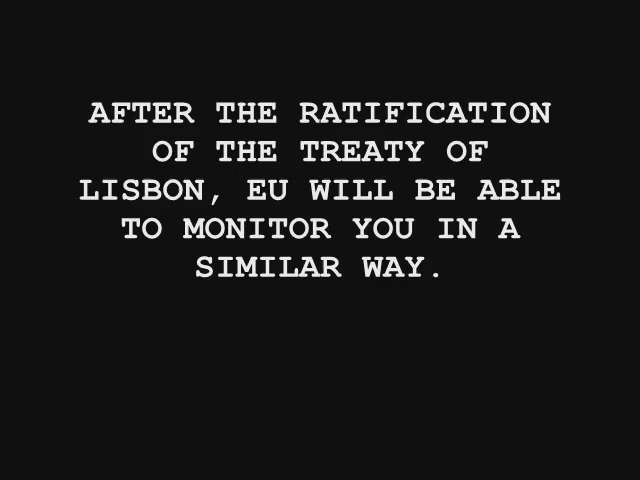 AFTER THE RATIFICATION
OF THE TREATY OF
LISBON, EU WILL BE ABLE
TO MONITOR YOU IN A
SIMILAR WAY.